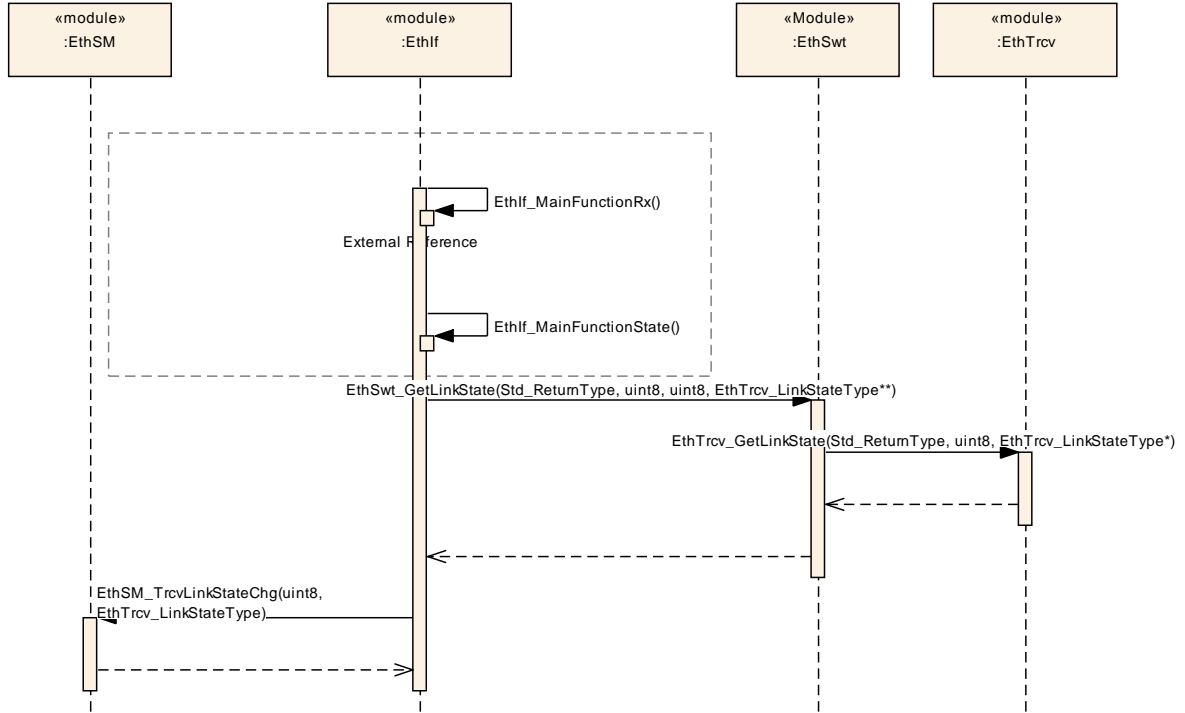 «module»
:EthSM
«module»
:EthIf
«Module»
:EthSwt
«module»
:EthTrcv
EthIf_MainFunctionRx()
External Reference
EthIf_MainFunctionState()
EthSwt_GetLinkState(Std_ReturnType, uint8, uint8, EthTrcv_LinkStateType**)
EthTrcv_GetLinkState(Std_ReturnType, uint8, EthTrcv_LinkStateType*)
EthSM_TrcvLinkStateChg(uint8,
EthTrcv_LinkStateType)